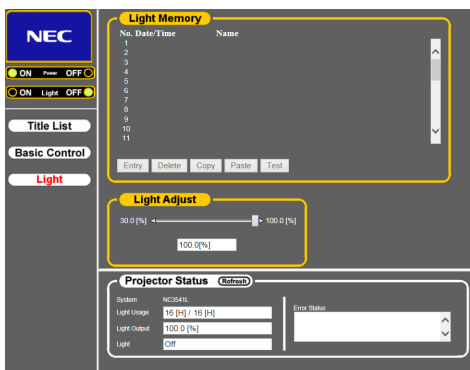 NEC
ON Power OFF
ON Light OFF
Title List
Basic Control
Light
Light Memory
No. Date/Time Name
1
2
3
4
5
6
7
8
9
10
11
Entry Delete Copy Paste Test
Light Adjust
30.0 [%] 100.0 [%]
100.0[%]
Projector Status (Refresh)
System NC3541L
Light Usage 16 [H] / 16 [H]
Light Output 100.0 [%]
Light Off
Error Status